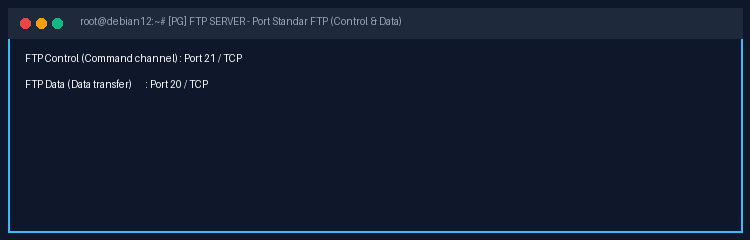 root@debian12:~# [PG] FTP SERVER - Port Standar FTP (Control & Data)
FTP Control (Command channel) : Port 21 / TCP
FTP Data (Data transfer) : Port 20 / TCP